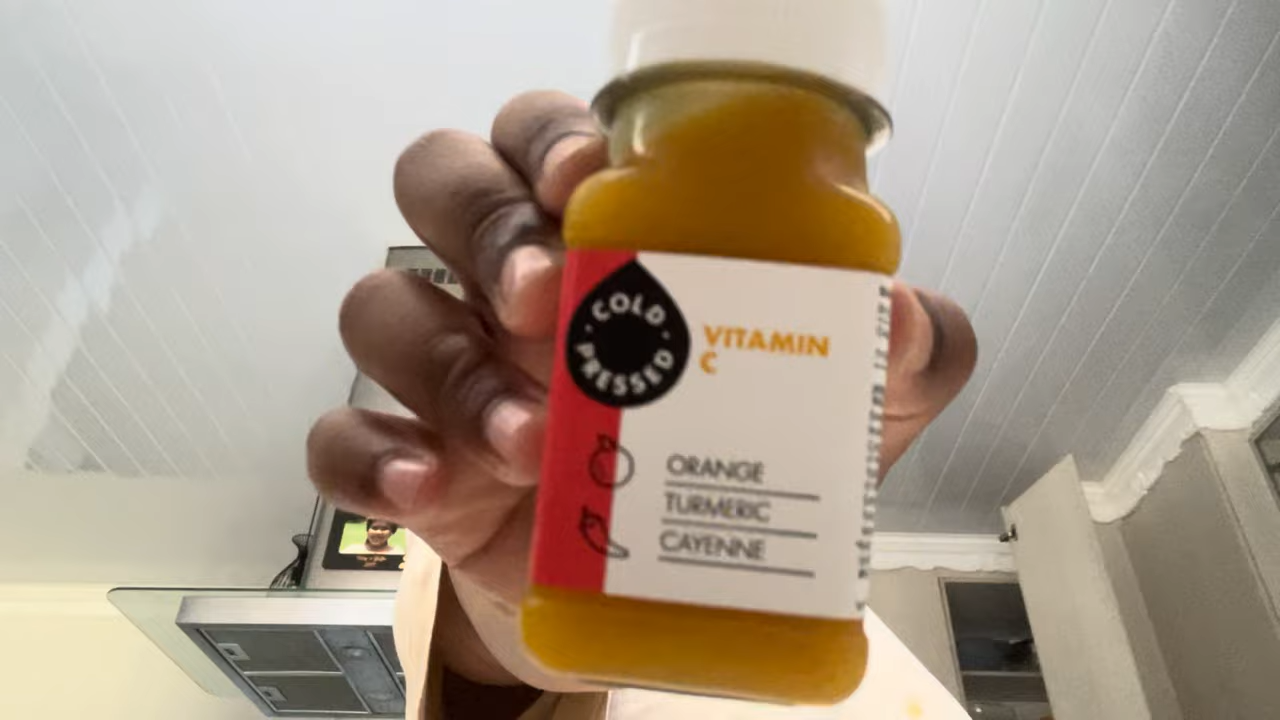 COLD
PRESSED
VITAMIN
C
ORANGE
TURMERIC
CAYENNE